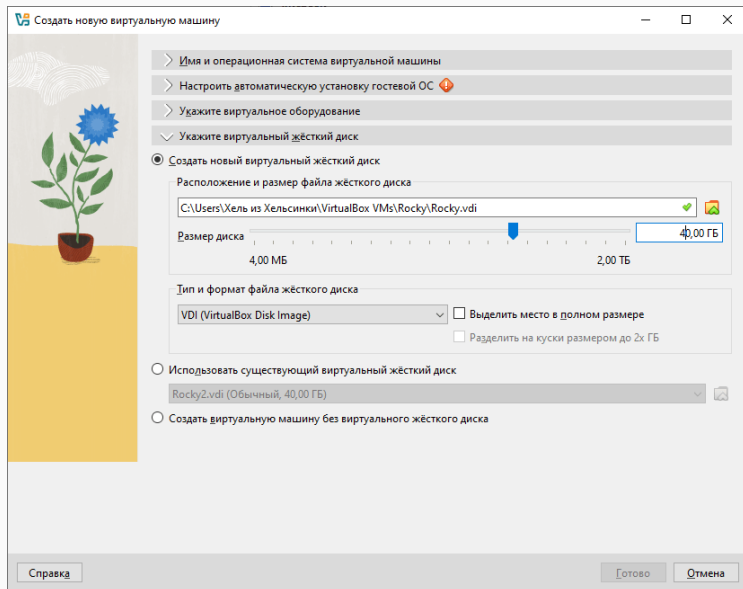 Создать новую виртуальную машину
Имя и операционная система виртуальной машины
Настроить автоматическую установку гостевой ОС
Укажите виртуальное оборудование
Укажите виртуальный жёсткий диск
Создать новый виртуальный жёсткий диск
Расположение и размер файла жёсткого диска
C:\Users\Хель из Хельсинки\VirtualBox VMs\Rocky\Rocky.vdi
Размер диска
40,00 ГБ
4,00 МБ
2,00 ТБ
Тип и формат файла жёсткого диска
VDI (VirtualBox Disk Image)
Выделить место в полном размере
Разделить на куски размером до 2х ГБ
Использовать существующий виртуальный жёсткий диск
Rocky2.vdi (Обычный, 40,00 ГБ)
Создать виртуальную машину без виртуального жёсткого диска
Справка
Готово
Отмена